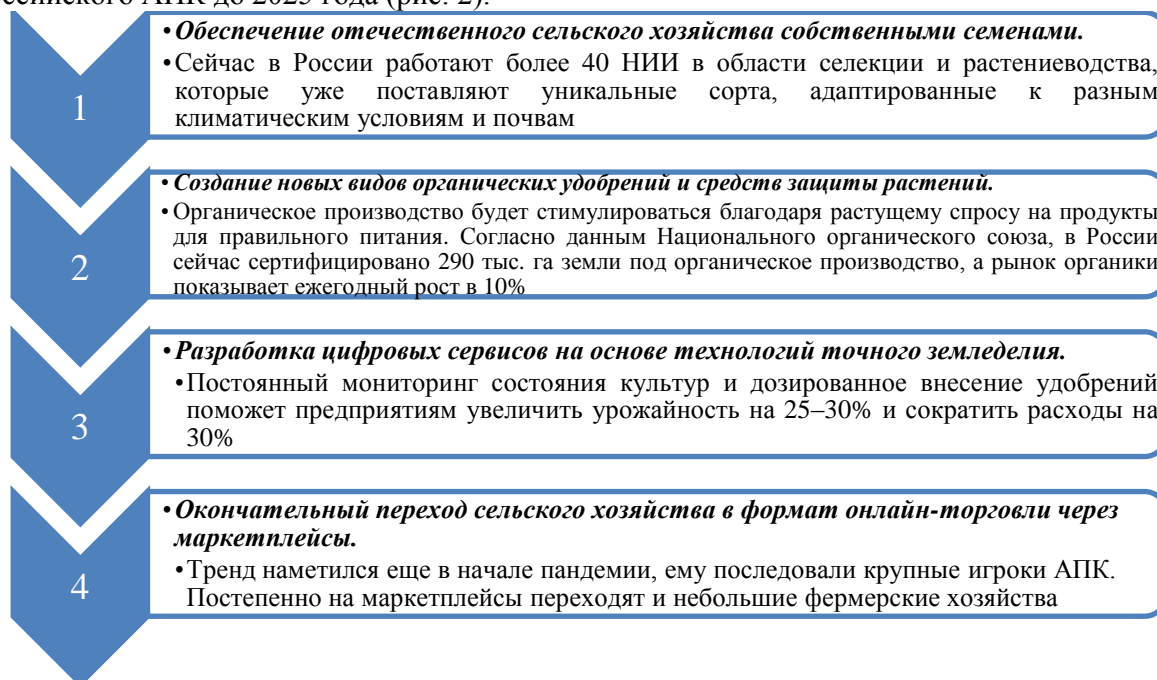 ссийского АПК до 2025 года (рис. 2).
•Обеспечение отечественного сельского хозяйства собственными семенами.
•Сейчас в России работают более 40 НИИ в области селекции и растениеводства,
которые уже поставляют уникальные сорта, адаптированные к разным
1
климатическим условиям и почвам
•Создание новых видов органических удобрений и средств защиты растений.
•Органическое производство будет стимулироваться благодаря растущему спросу на продукты
для правильного питания. Согласно данным Национального органического союза, в России
2
сейчас сертифицировано 290 тыс. га земли под органическое производство, а рынок органики
показывает ежегодный рост в 10%
•Разработка цифровых сервисов на основе технологий точного земледелия.
•Постоянный мониторинг состояния культур и дозированное внесение удобрений
поможет предприятиям увеличить урожайность на 25–30% и сократить расходы на
3
30%
•Окончательный переход сельского хозяйства в формат онлайн-торговли через
маркетплейсы.
•Тренд наметился еще в начале пандемии, ему последовали крупные игроки АПК.
4
Постепенно на маркетплейсы переходят и небольшие фермерские хозяйства